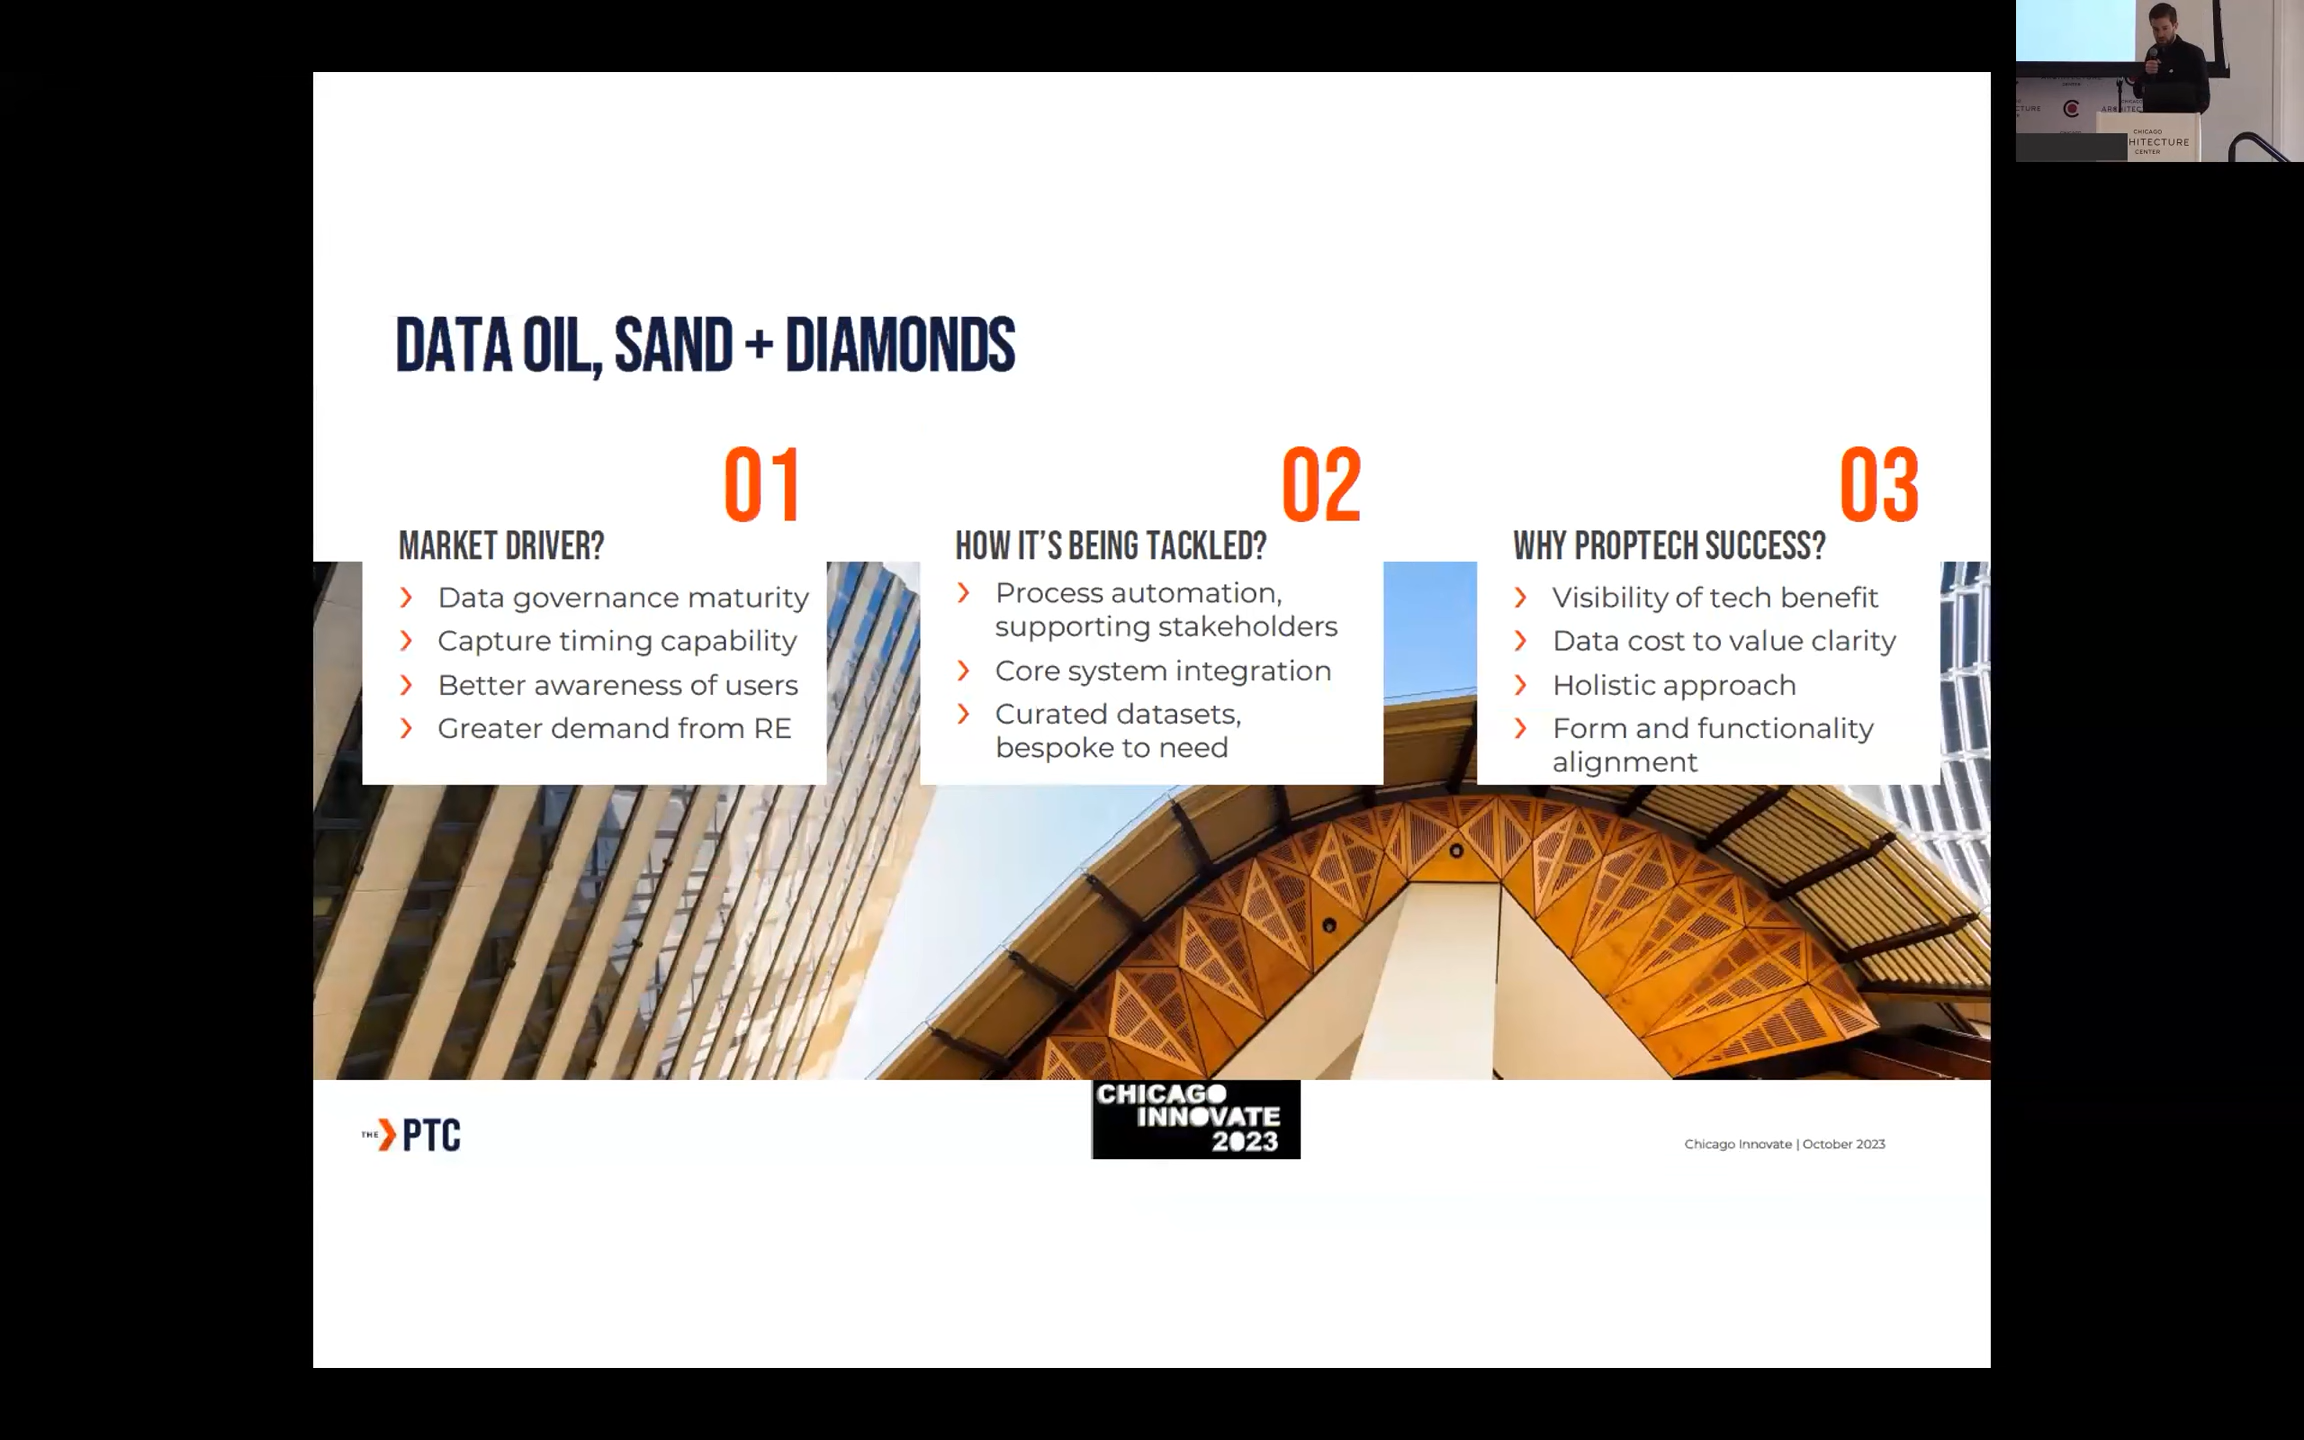 DATA OIL, SAND + DIAMONDS
01
MARKET DRIVER?
› Data governance maturity
› Capture timing capability
› Better awareness of users
› Greater demand from RE
02
HOW IT'S BEING TACKLED?
› Process automation,
supporting stakeholders
› Core system integration
› Curated datasets,
bespoke to need
03
WHY PROPTECH SUCCESS?
› Visibility of tech benefit
› Data cost to value clarity
› Holistic approach
› Form and functionality
alignment
THE PTC
CHICAGO
INNOVATE
2023
Chicago Innovate | October 2023
CHICAGO
HITECTURE
CENTER